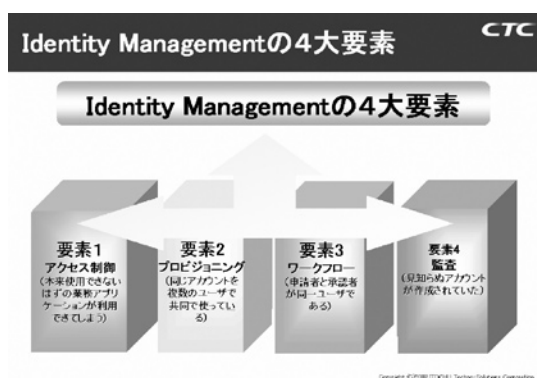 Identity Managementの4大要素
CTC
Identity Managementの4大要素
要素1
アクセス制御
(本来使用できない
はずの業務アプリ
ケーションが利用
できてしまう)
要素2
プロビジョニング
(同じアカウントを
複数のユーザで
共同で使ってい
る)
要素3
ワークフロー
(申請者と承認者
が同一ユーザで
ある)
要素4
監査
(見知らぬアカウント
が作成されていた)